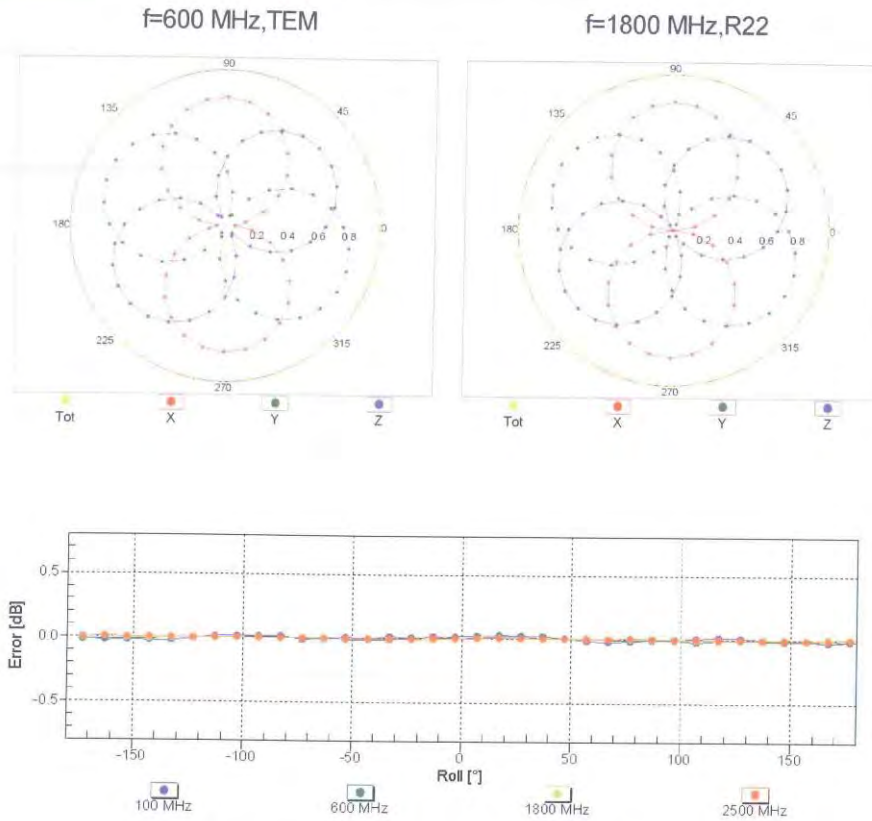 f=600 MHz,TEM
f=1800 MHz,R22
90
135
45
180
0.2 0.4 0.6 0.8
0
225
315
270
Tot X Y Z
90
135
45
180
0.2 0.4 0.6 0.8
0
225
315
270
Tot X Y Z
Error [dB]
0.5
0.0
-0.5
-150 -100 -50 0 50 100 150
Roll [°]
100 MHz 600 MHz 1800 MHz 2500 MHz